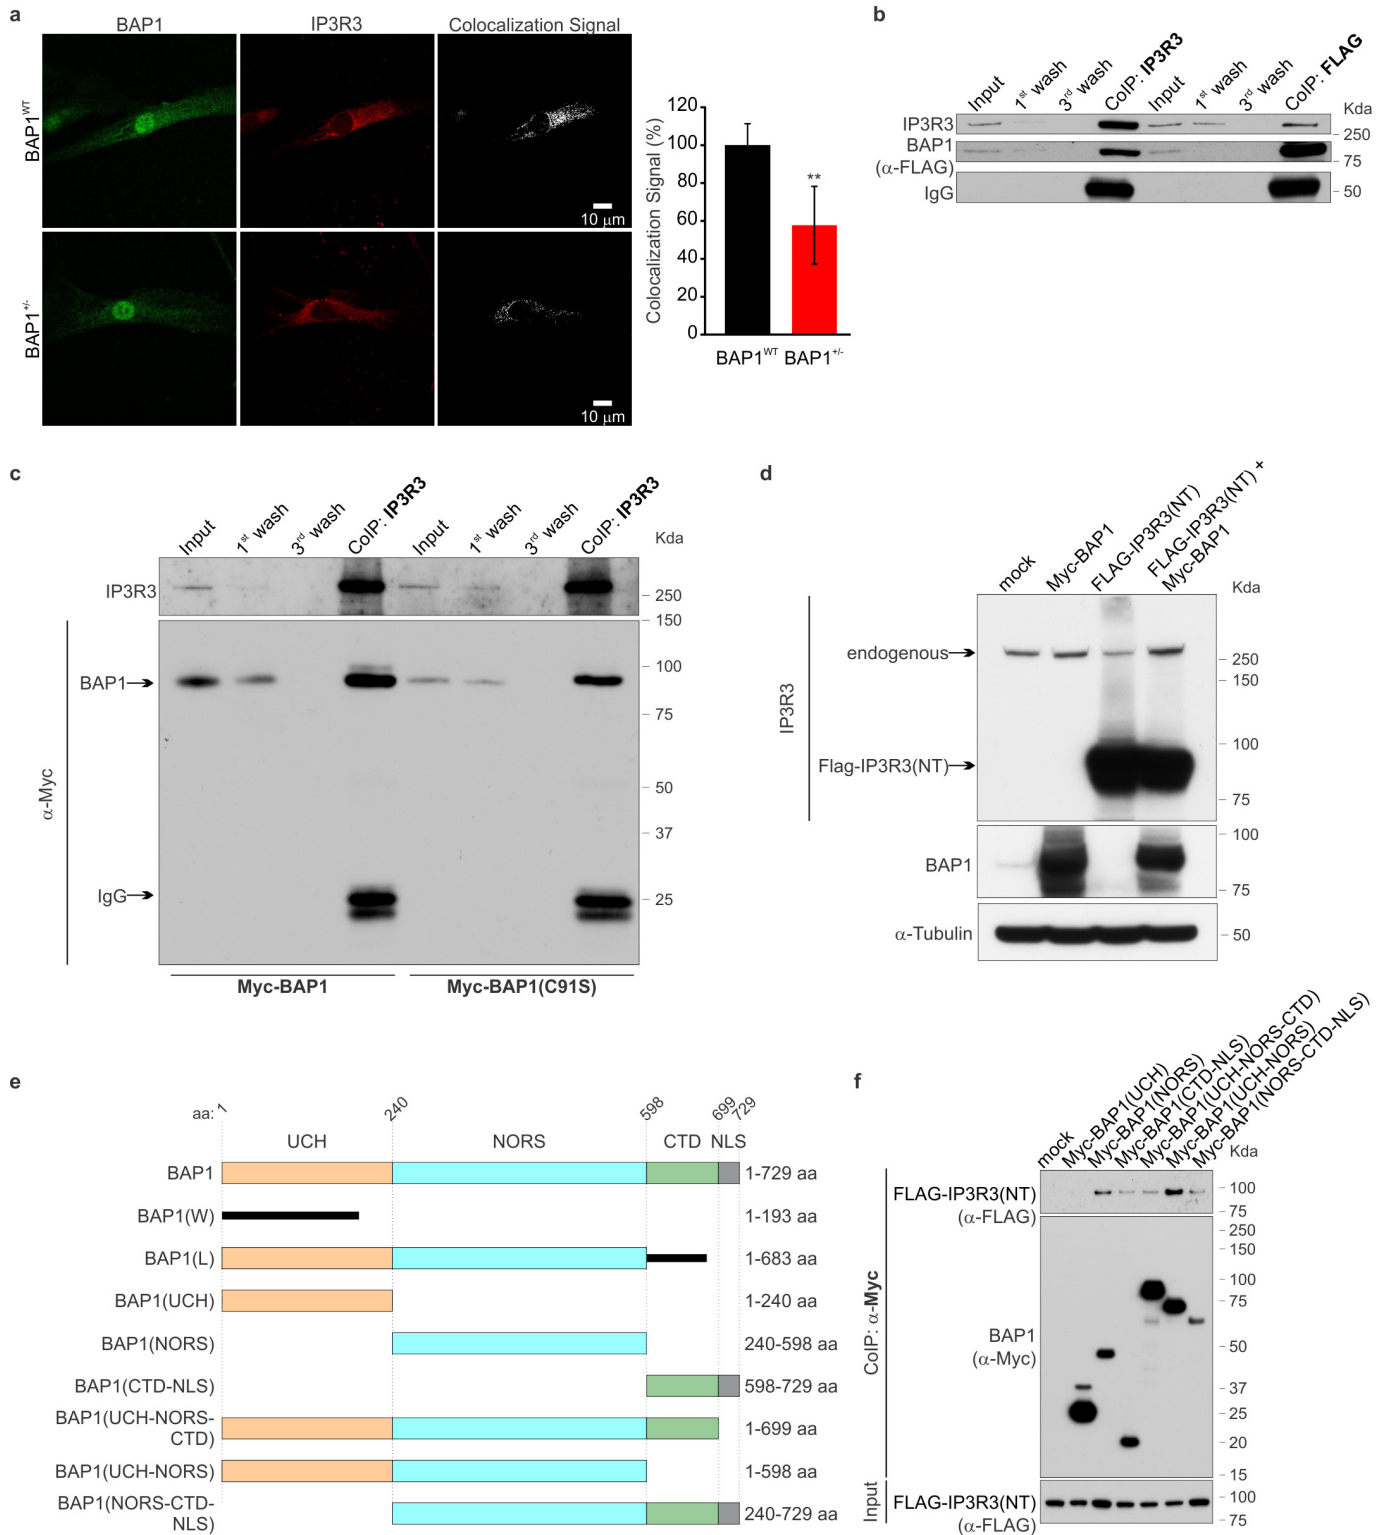 a
BAP1
IP3R3
Colocalization Signal
BAP1WT
10 µm
BAP1+/-
10 µm
Colocalization Signal (%)
120
100
80
60
40
20
0
**
BAP1WT BAP1+/-
b
Input
1st wash
3rd wash
CoIP: IP3R3
Input
1st wash
3rd wash
CoIP: FLAG
Kda
IP3R3
250
BAP1
(α-FLAG)
75
IgG
50
c
Input
1st wash
3rd wash
CoIP: IP3R3
Input
1st wash
3rd wash
CoIP: IP3R3
Kda
IP3R3
250
150
100
BAP1
75
50
α-Myc
37
IgG
25
Myc-BAP1
Myc-BAP1(C91S)
d
mock
Myc-BAP1
FLAG-IP3R3(NT)
FLAG-IP3R3(NT) +
Myc-BAP1
Kda
IP3R3
endogenous
250
150
100
Flag-IP3R3(NT)
75
100
BAP1
75
α-Tubulin
50
e
aa: 1
240
598
699
729
UCH
NORS
CTD
NLS
BAP1
1-729 aa
BAP1(W)
1-193 aa
BAP1(L)
1-683 aa
BAP1(UCH)
1-240 aa
BAP1(NORS)
240-598 aa
BAP1(CTD-NLS)
598-729 aa
BAP1(UCH-NORS-
CTD)
1-699 aa
BAP1(UCH-NORS)
1-598 aa
BAP1(NORS-CTD-
NLS)
240-729 aa
f
mock
Myc-BAP1(UCH)
Myc-BAP1(NORS)
Myc-BAP1(CTD-NLS)
Myc-BAP1(UCH-NORS-CTD)
Myc-BAP1(UCH-NORS)
Myc-BAP1(NORS-CTD-NLS)
Kda
CoIP: α-Myc
FLAG-IP3R3(NT)
(α-FLAG)
100
75
250
150
100
75
BAP1
(α-Myc)
50
37
25
20
15
Input
FLAG-IP3R3(NT)
(α-FLAG)
100
75